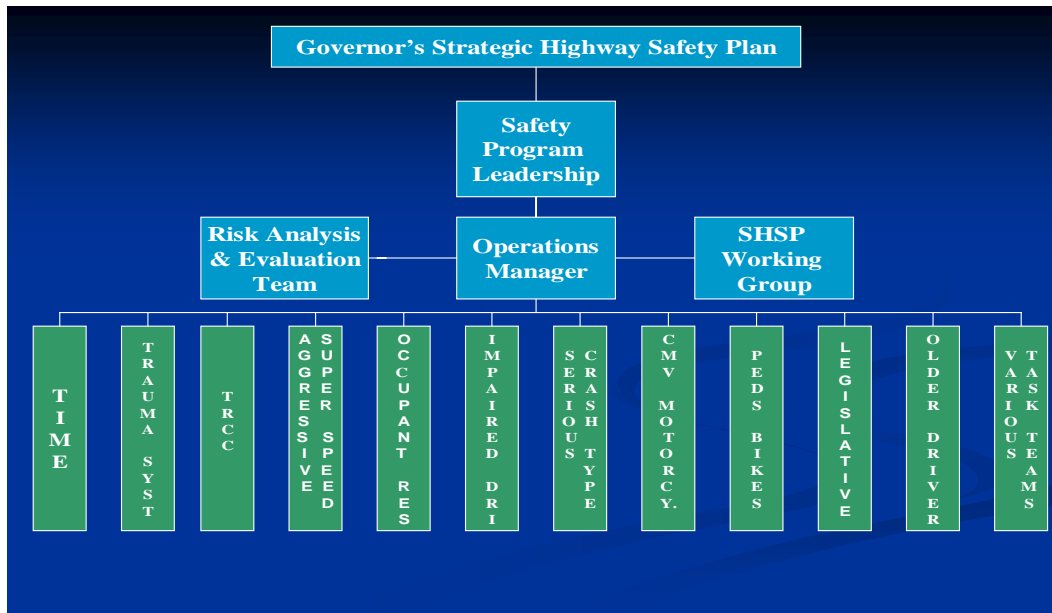 Governor's Strategic Highway Safety Plan
Safety
Program
Leadership
Risk Analysis
& Evaluation
Team
Operations
Manager
SHSP
Working
Group
TIME
TRAUMA SYST
TRCC
AGGRESSIVE
SUPER SPEED
OCCUPANT RES
IMPAIRED DRI
SERIOUS
CRASH TYPE
CMV MOTORCY.
PEDS BIKES
LEGISLATIVE
OLDER DRIVER
VARIOUS
TASK TEAMS